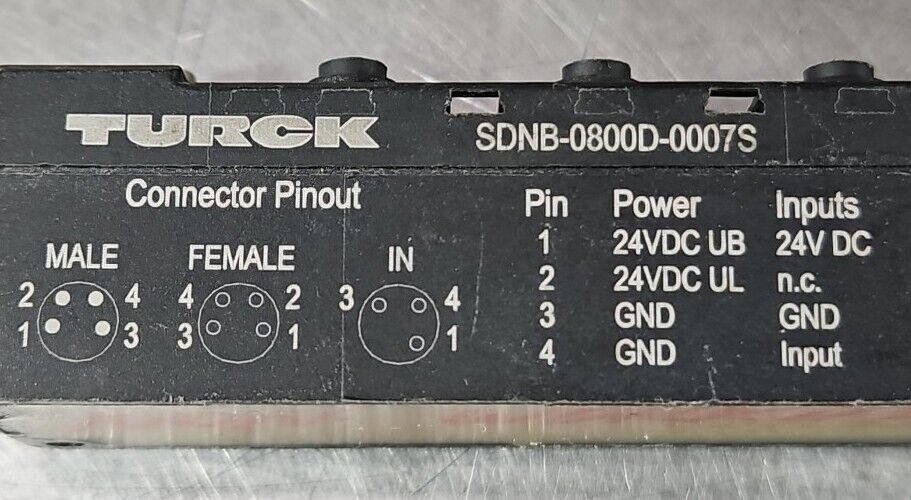 TURCK
SDNB-0800D-0007S
Connector Pinout
MALE
FEMALE
IN
2 4
1 3
4 2
3 1
3 4
1
Pin Power Inputs
1 24VDC UB 24V DC
2 24VDC UL n.c.
3 GND GND
4 GND Input